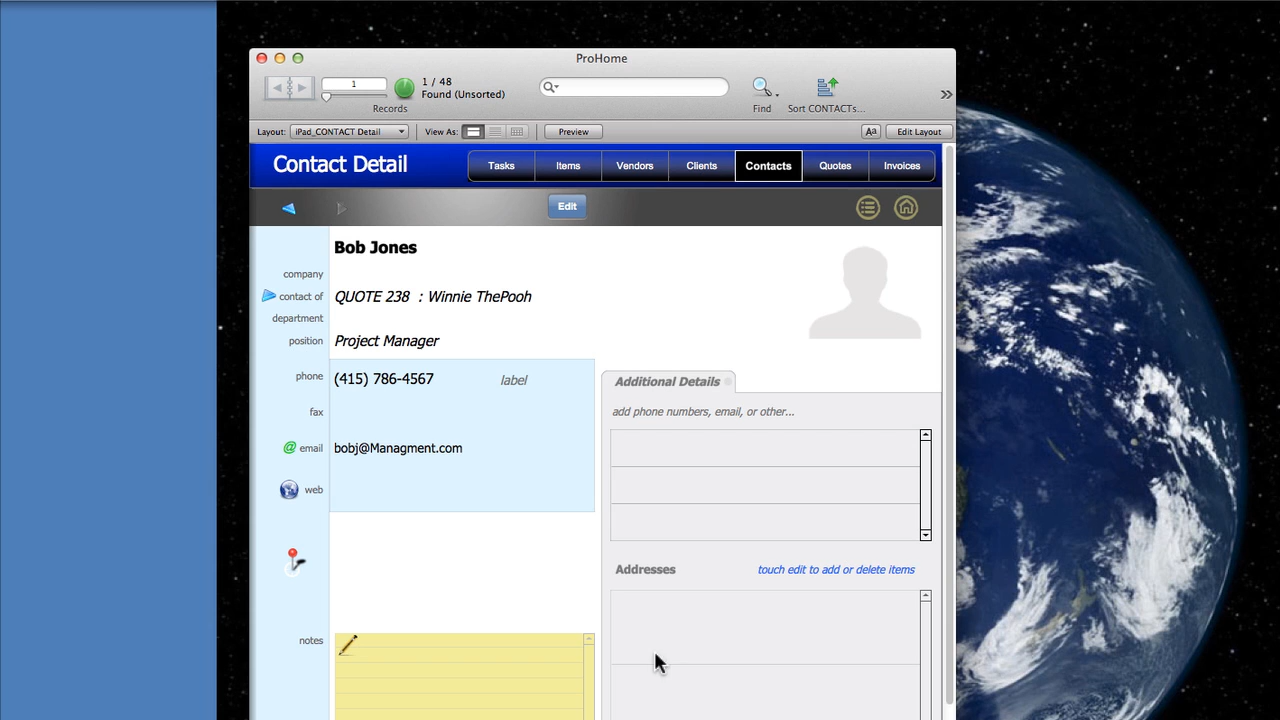 ProHome
1
1 / 48
Found (Unsorted)
Records
Find
Sort CONTACTs...
Layout:
iPad_CONTACT Detail
View As:
Preview
Aa
Edit Layout
Contact Detail
Tasks
Items
Vendors
Clients
Contacts
Quotes
Invoices
Edit
Bob Jones
company
contact of
QUOTE 238 : Winnie ThePooh
department
position
Project Manager
phone
(415) 786-4567
label
Additional Details
fax
add phone numbers, email, or other...
@ email
bobj@Managment.com
web
Addresses
touch edit to add or delete items
notes